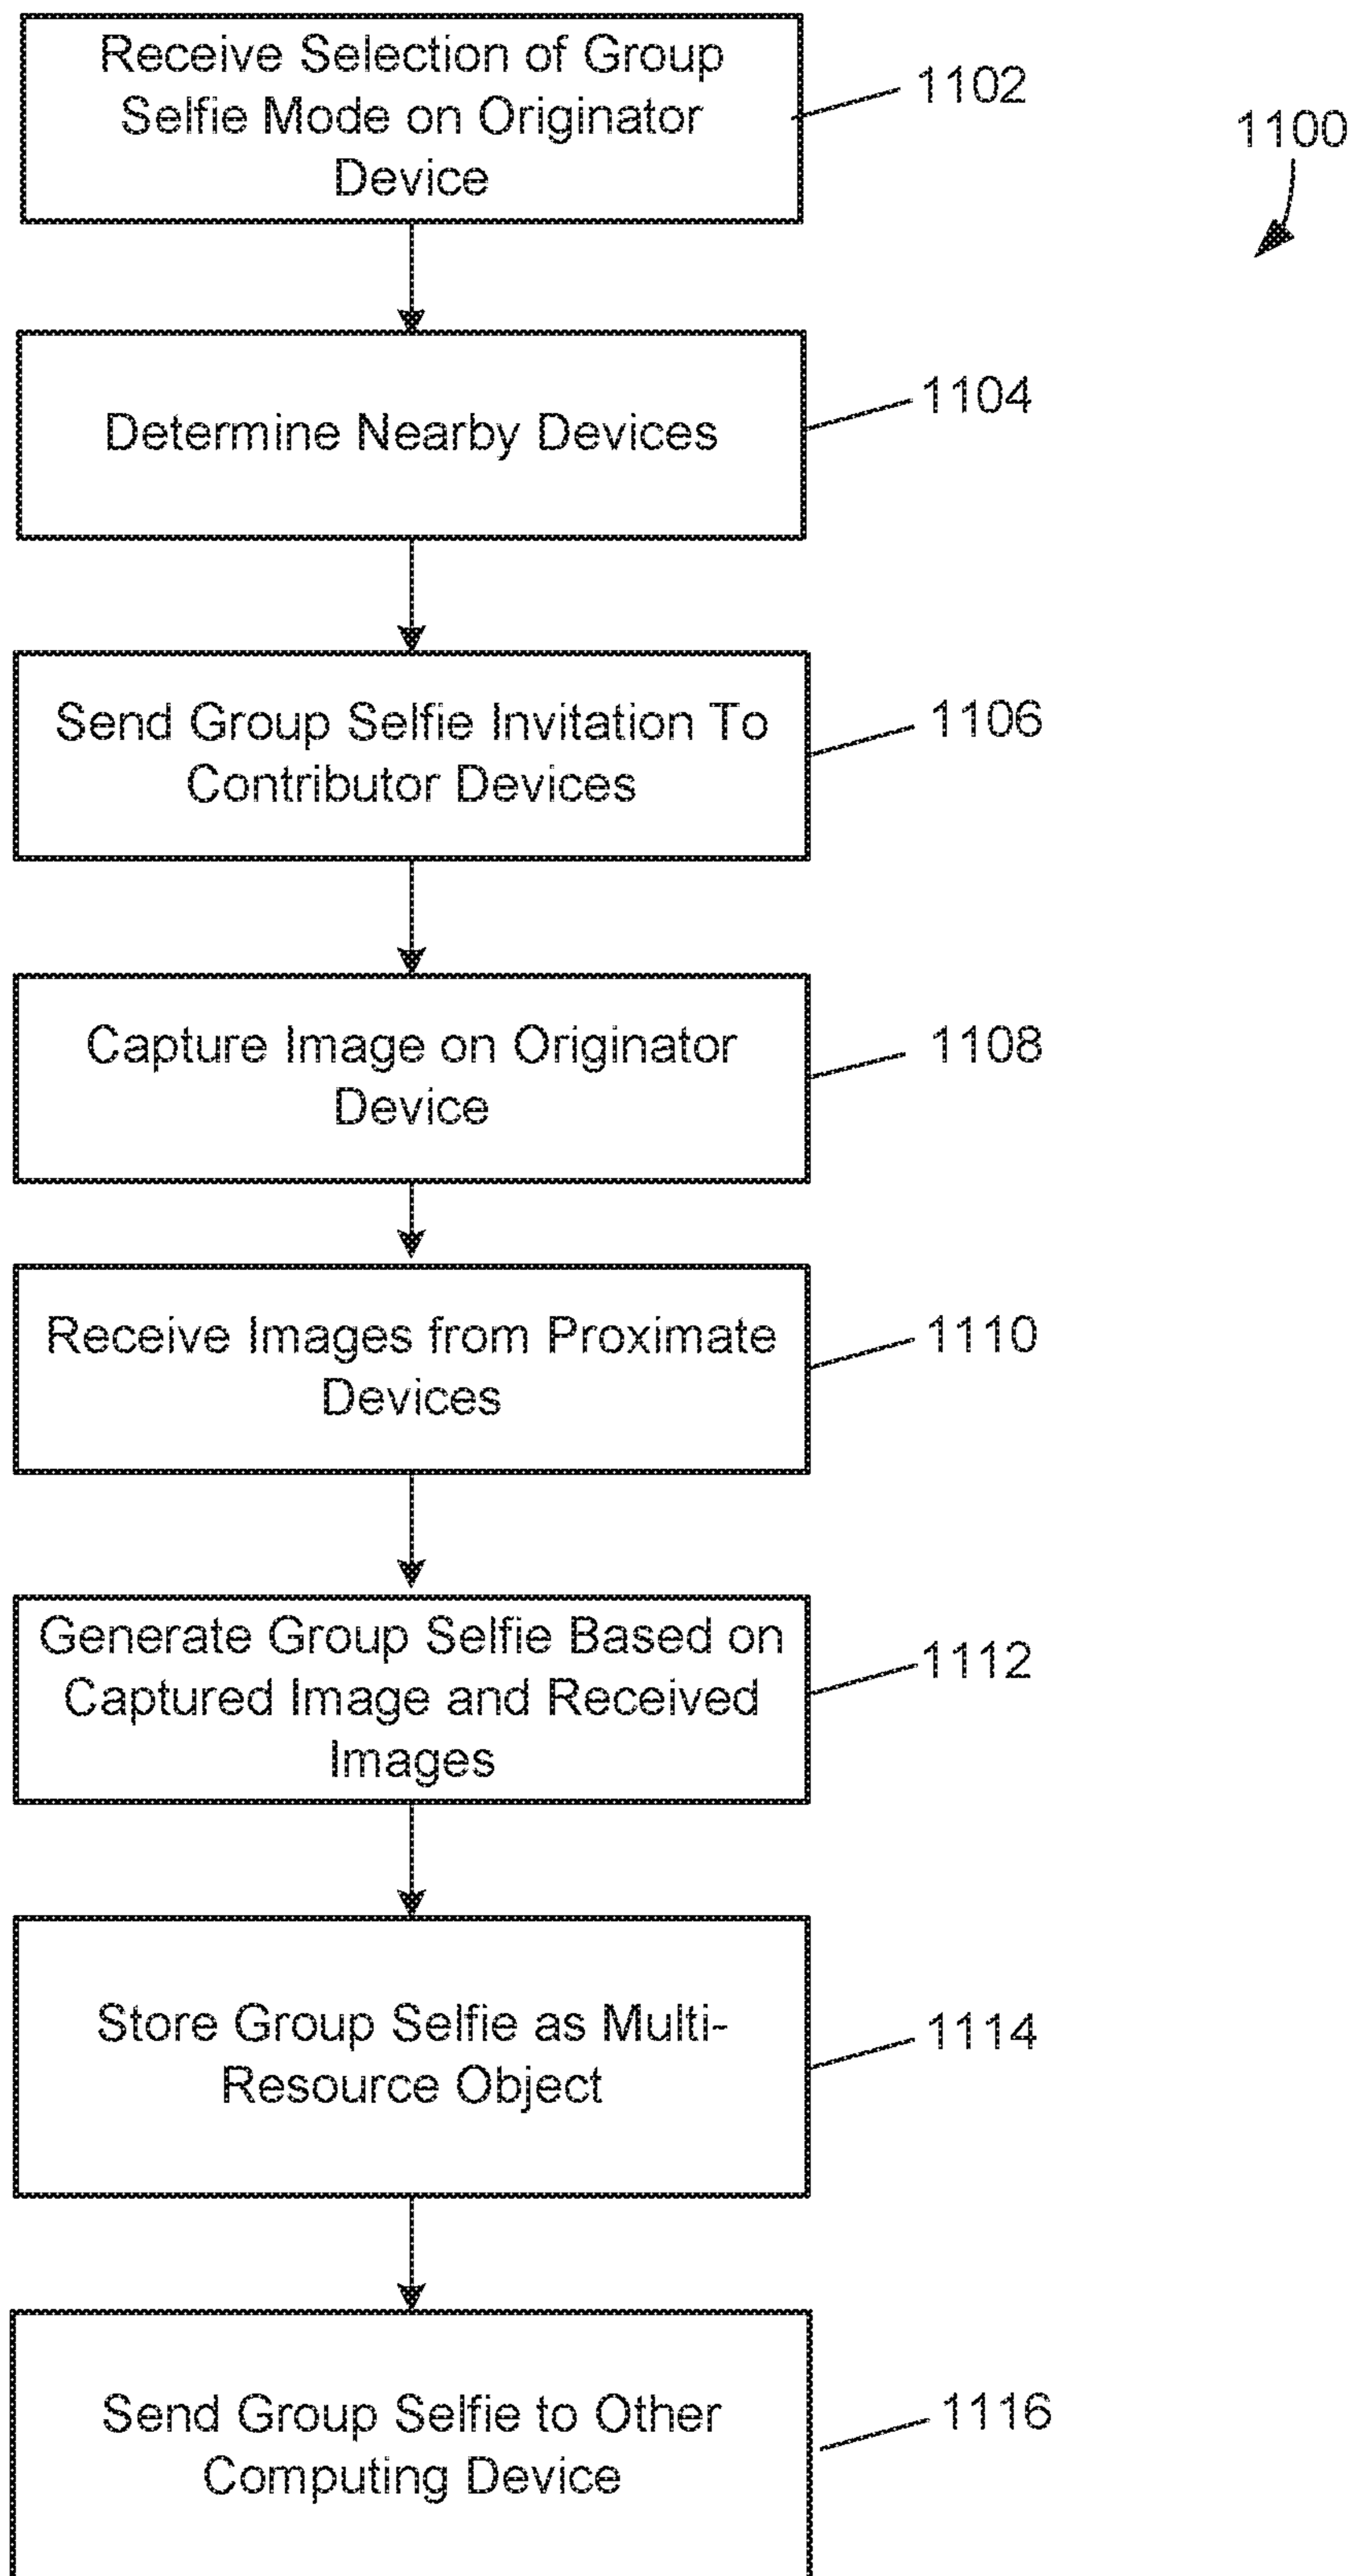 Receive Selection of Group
Selfie Mode on Originator
Device
1102
1100
Determine Nearby Devices
1104
Send Group Selfie Invitation To
Contributor Devices
1106
Capture Image on Originator
Device
1108
Receive Images from Proximate
Devices
1110
Generate Group Selfie Based on
Captured Image and Received
Images
1112
Store Group Selfie as Multi-
Resource Object
1114
Send Group Selfie to Other
Computing Device
1116